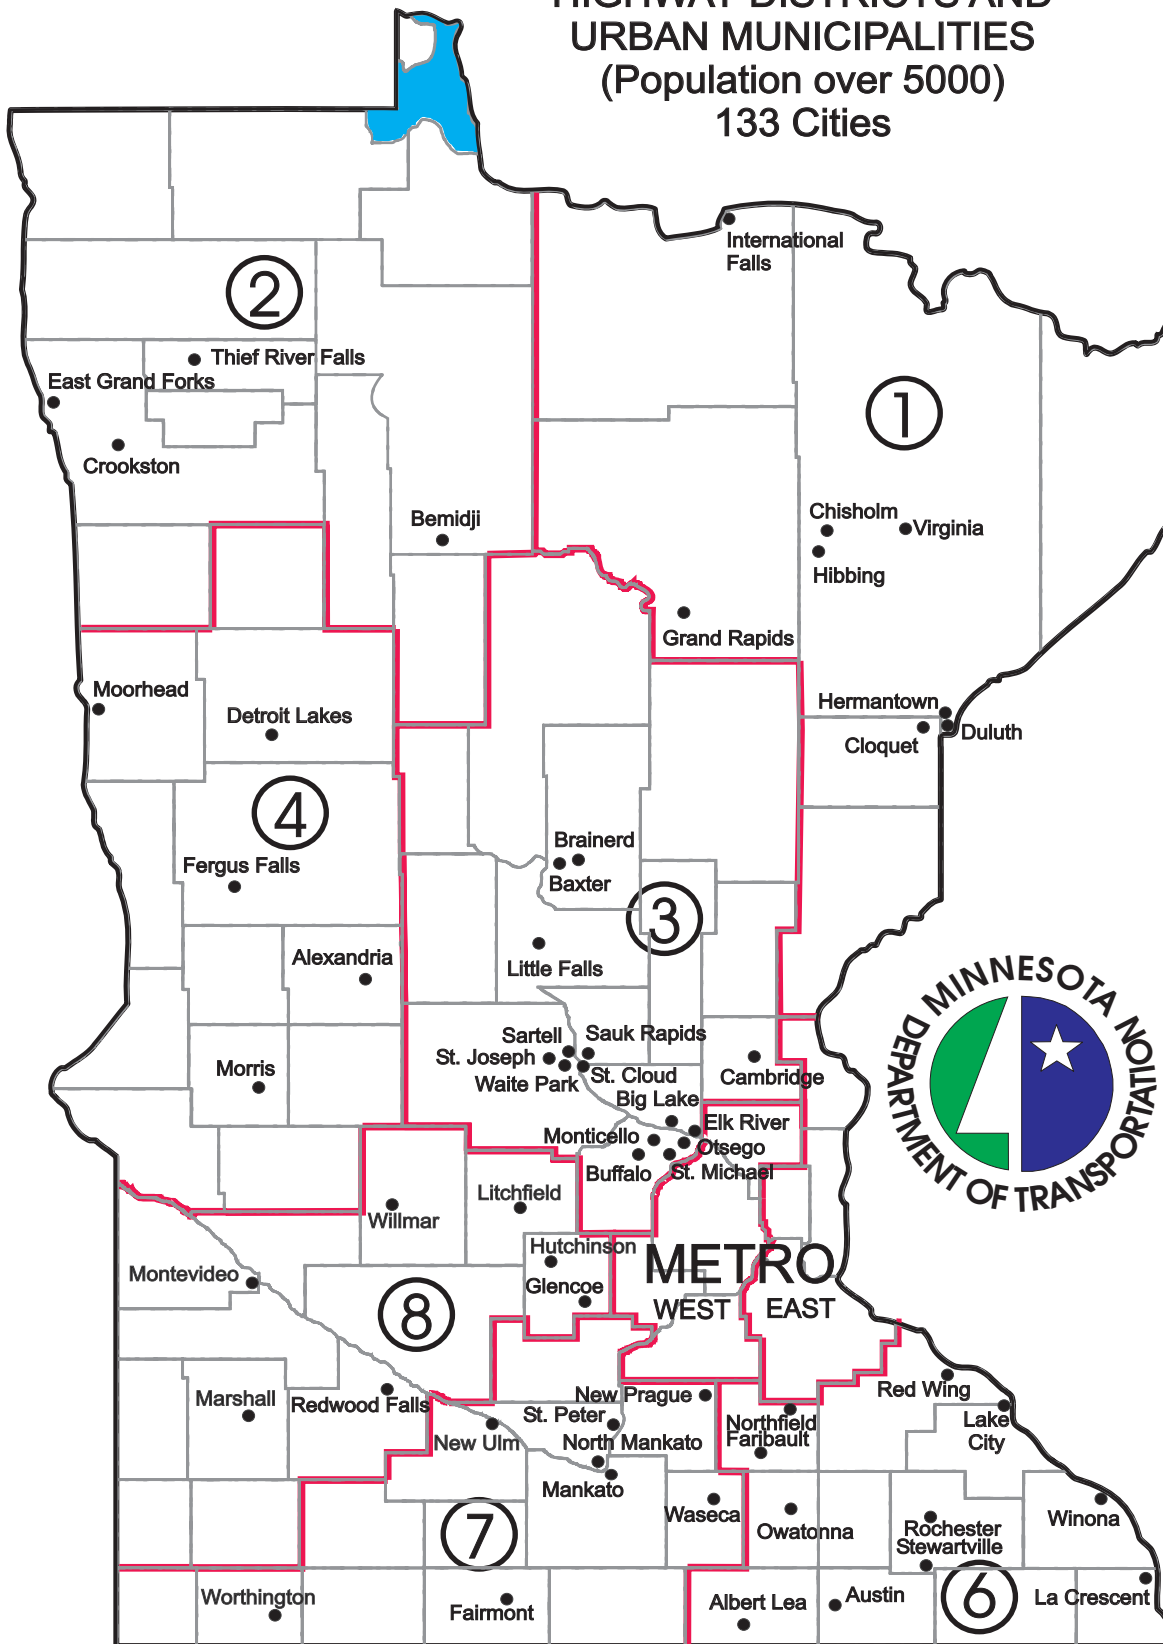 HIGHWAY DISTRICTS AND
URBAN MUNICIPALITIES
(Population over 5000)
133 Cities
International
Falls
2
Thief River Falls
East Grand Forks
1
Crookston
Chisholm
Virginia
Bemidji
Hibbing
Grand Rapids
Moorhead
Hermantown
Detroit Lakes
Duluth
Cloquet
4
Brainerd
Fergus Falls
Baxter
3
Alexandria
Little Falls
MINNESOTA
DEPARTMENT OF TRANSPORTATION
Sartell
Sauk Rapids
St. Joseph
Morris
Waite Park
St. Cloud
Cambridge
Big Lake
Elk River
Monticello
Otsego
Buffalo
St. Michael
Litchfield
Willmar
Hutchinson
METRO
Montevideo
Glencoe
WEST
EAST
8
Red Wing
Marshall
Redwood Falls
New Prague
St. Peter
Northfield
Lake
City
New Ulm
North Mankato
Faribault
Mankato
Waseca
Owatonna
Rochester
Winona
7
Stewartville
Worthington
Fairmont
Albert Lea
Austin
6
La Crescent